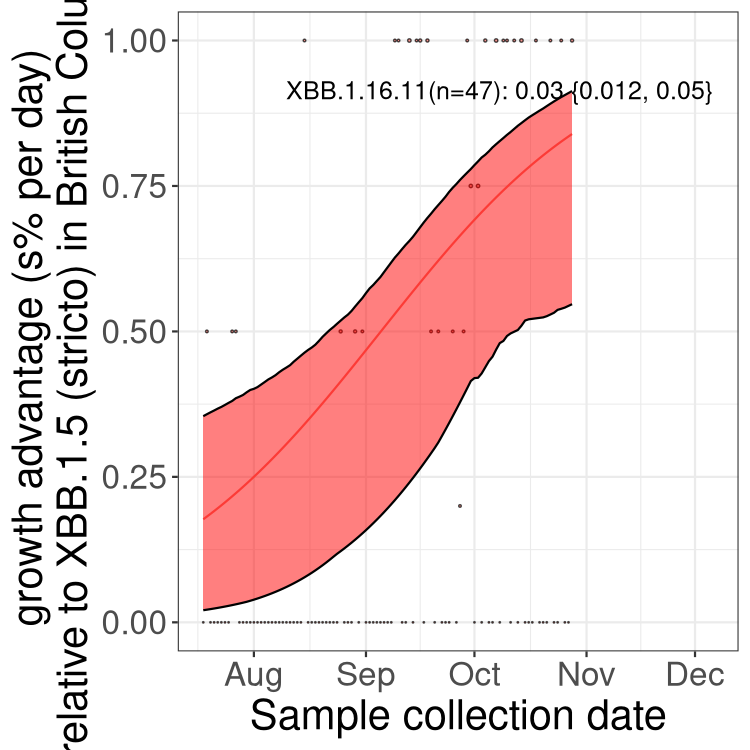 growth advantage (s% per day)
relative to XBB.1.5 (stricto) in British Colu
1.00
0.75
0.50
0.25
0.00
XBB.1.16.11(n=47): 0.03 {0.012, 0.05}
Aug Sep Oct Nov Dec
Sample collection date